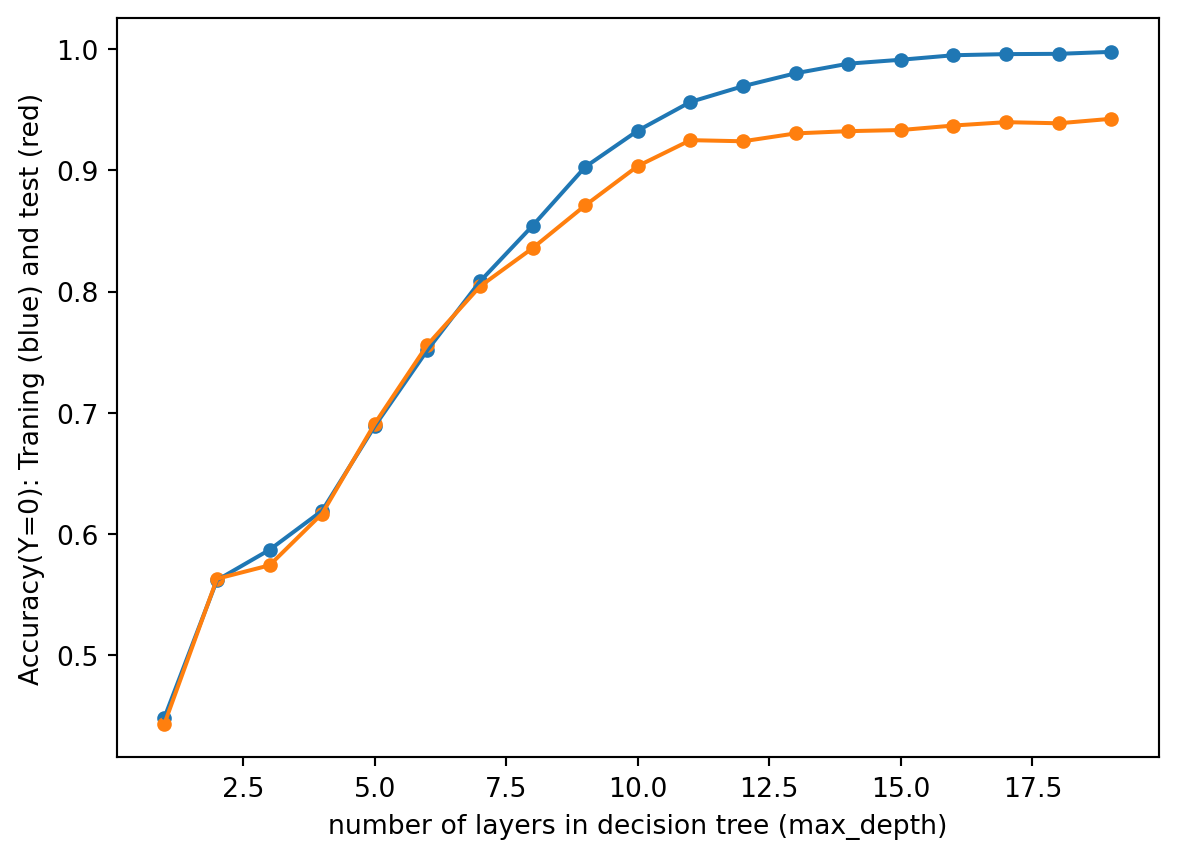 Accuracy(Y=0): Traning (blue) and test (red)
1.0
0.9
0.8
0.7
0.6
0.5
2.5 5.0 7.5 10.0 12.5 15.0 17.5
number of layers in decision tree (max_depth)